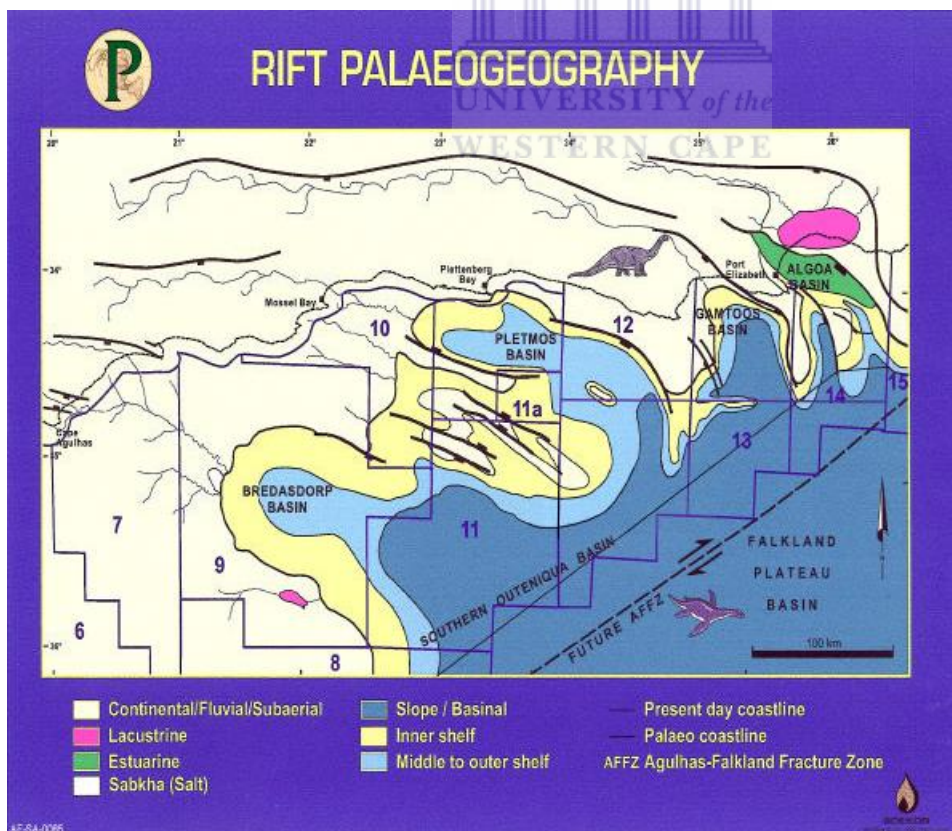 P
RIFT PALAEOGEOGRAPHY
UNIVERSITY of the
WESTERN CAPE
20°
21°
22
23°
24°
25°
26°
34°
Port
Elizabeth
ALGOA
BASIN
Plettenberg
Bay
Mossel Bay
10
12
GAMTOOS
BASIN
PLETMOS
BASIN
11a
15
14
Cape
Agulhas
35°
13
BREDASDORP
BASIN
7
11
9
FALKLAND
PLATEAU
BASIN
SOUTHERN OUTENIQUA BASIN
FUTURE AFFZ
6
36°
8
100 km
Continental/Fluvial/Subaerial
Lacustrine
Estuarine
Sabkha (Salt)
Slope / Basinal
Inner shelf
Middle to outer shelf
Present day coastline
Palaeo coastline
AFFZ Agulhas-Falkland Fracture Zone
SOEKOR